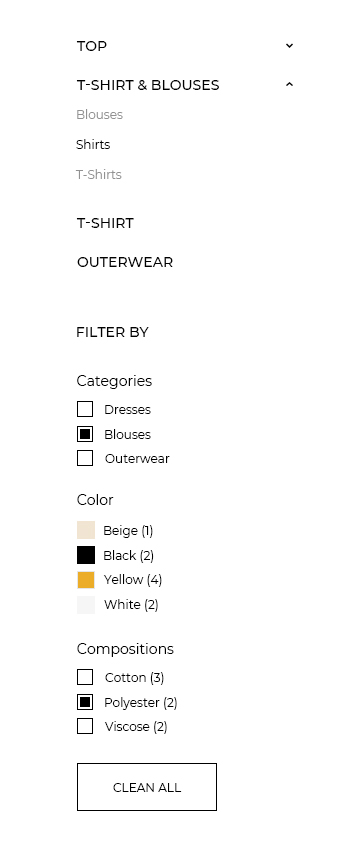 TOP
T-SHIRT & BLOUSES
Blouses
Shirts
T-Shirts
T-SHIRT
OUTERWEAR
FILTER BY
Categories
Dresses
Blouses
Outerwear
Color
Beige (1)
Black (2)
Yellow (4)
White (2)
Compositions
Cotton (3)
Polyester (2)
Viscose (2)
CLEAN ALL